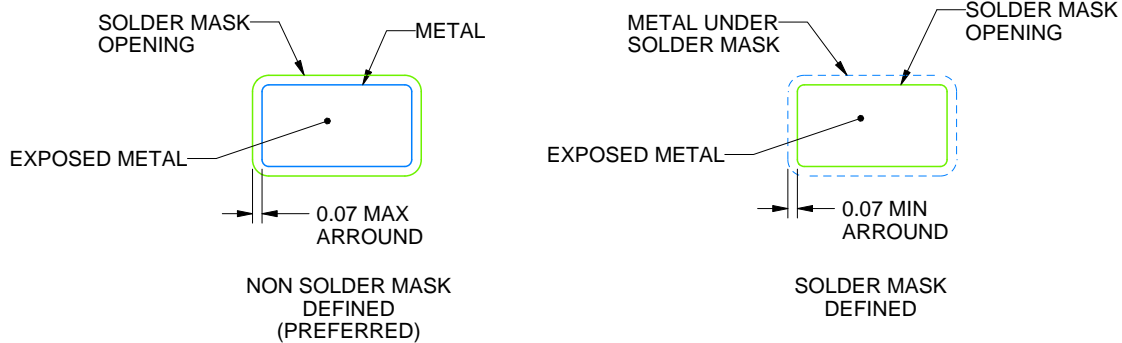 SOLDER MASK
OPENING
METAL
EXPOSED METAL
0.07 MAX
ARROUND
NON SOLDER MASK
DEFINED
(PREFERRED)
METAL UNDER
SOLDER MASK
SOLDER MASK
OPENING
EXPOSED METAL
0.07 MIN
ARROUND
SOLDER MASK
DEFINED